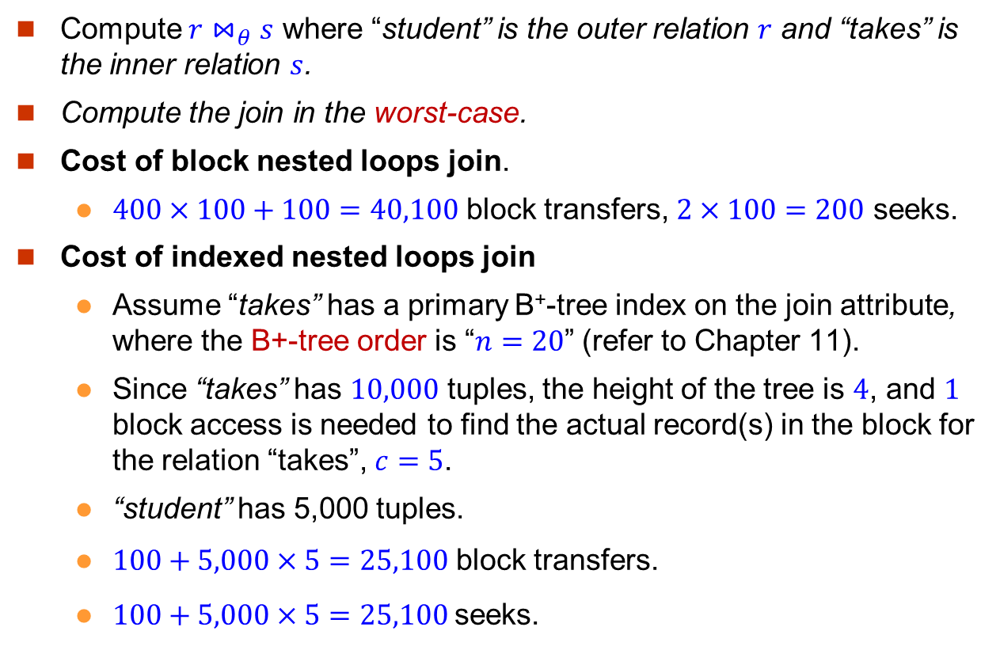 ■ Compute r ⋈θ s where “student” is the outer relation r and “takes” is
the inner relation s.
■ Compute the join in the worst-case.
■ Cost of block nested loops join.
● 400 × 100 + 100 = 40,100 block transfers, 2 × 100 = 200 seeks.
■ Cost of indexed nested loops join
● Assume “takes” has a primary B⁺-tree index on the join attribute,
where the B+-tree order is “n = 20” (refer to Chapter 11).
● Since “takes” has 10,000 tuples, the height of the tree is 4, and 1
block access is needed to find the actual record(s) in the block for
the relation “takes”, c = 5.
● “student” has 5,000 tuples.
● 100 + 5,000 × 5 = 25,100 block transfers.
● 100 + 5,000 × 5 = 25,100 seeks.